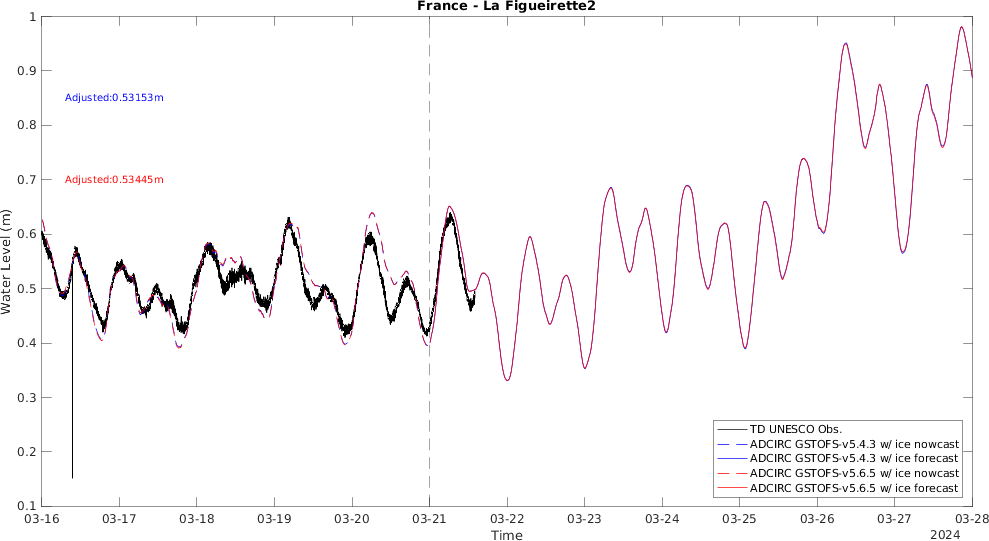 France - La Figueirette2
1
0.9
0.8
0.7
0.6
0.5
0.4
0.3
0.2
0.1
Water Level (m)
Adjusted:0.53153m
Adjusted:0.53445m
TD UNESCO Obs.
ADCIRC GSTOFS-v5.4.3 w/ ice nowcast
ADCIRC GSTOFS-v5.4.3 w/ ice forecast
ADCIRC GSTOFS-v5.6.5 w/ ice nowcast
ADCIRC GSTOFS-v5.6.5 w/ ice forecast
03-16 03-17 03-18 03-19 03-20 03-21 03-22 03-23 03-24 03-25 03-26 03-27 03-28
Time
2024